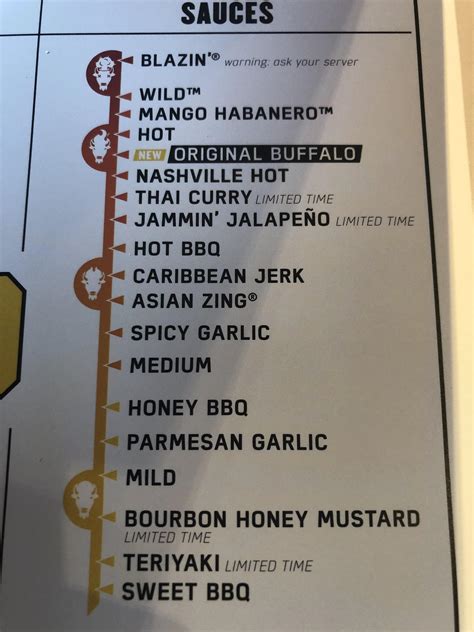 SAUCES
BLAZIN'® warning: ask your server
WILD™
MANGO HABANERO™
HOT
NEW ORIGINAL BUFFALO
NASHVILLE HOT
THAI CURRY LIMITED TIME
JAMMIN' JALAPEÑO LIMITED TIME
HOT BBQ
CARIBBEAN JERK
ASIAN ZING®
SPICY GARLIC
MEDIUM
HONEY BBQ
PARMESAN GARLIC
MILD
BOURBON HONEY MUSTARD
LIMITED TIME
TERIYAKI LIMITED TIME
SWEET BBQ